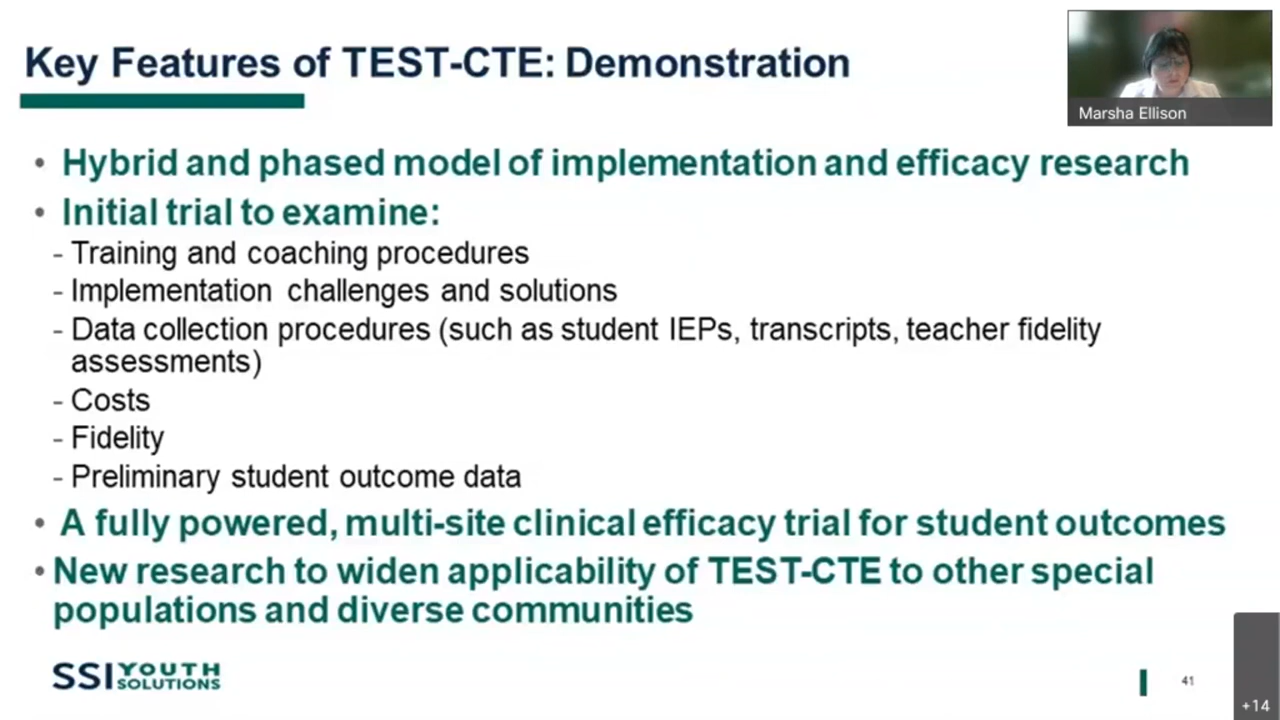 Key Features of TEST-CTE: Demonstration
Marsha Ellison
• Hybrid and phased model of implementation and efficacy research
• Initial trial to examine:
- Training and coaching procedures
- Implementation challenges and solutions
- Data collection procedures (such as student IEPs, transcripts, teacher fidelity
assessments)
- Costs
- Fidelity
- Preliminary student outcome data
• A fully powered, multi-site clinical efficacy trial for student outcomes
• New research to widen applicability of TEST-CTE to other special
populations and diverse communities
SSI YOUTH
SOLUTIONS
41
+14